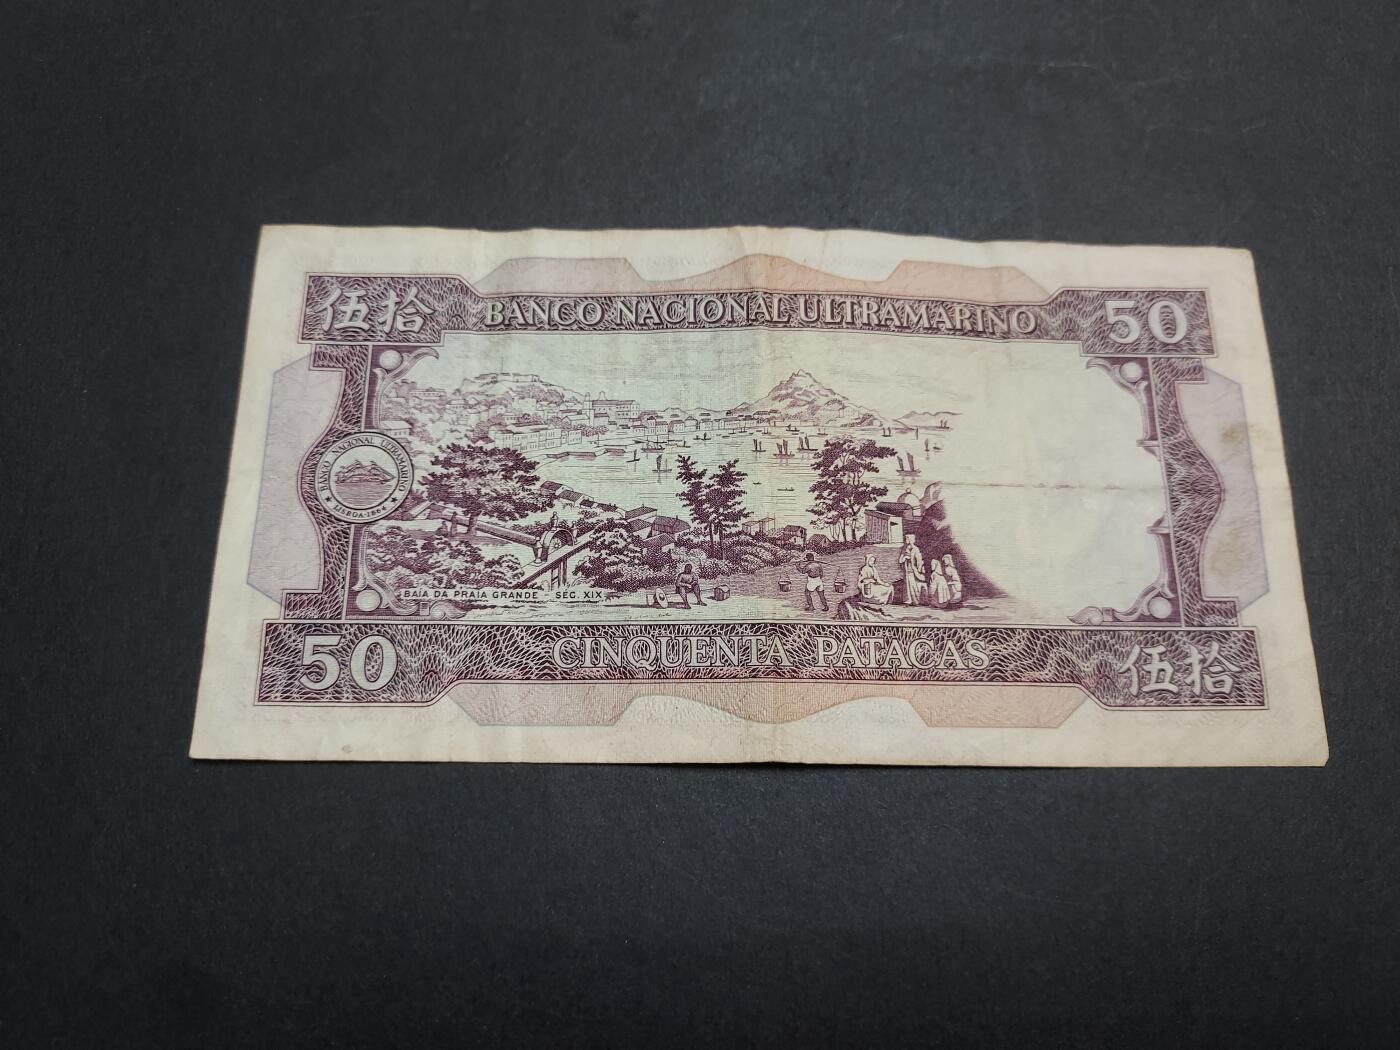 伍拾 BANCO NACIONAL ULTRAMARINO 50
BANCO NACIONAL ULTRAMARINO
LISBOA-1864
BAÍA DA PRAIA GRANDE - SÉC. XIX
50 CINQUENTA PATACAS 伍拾